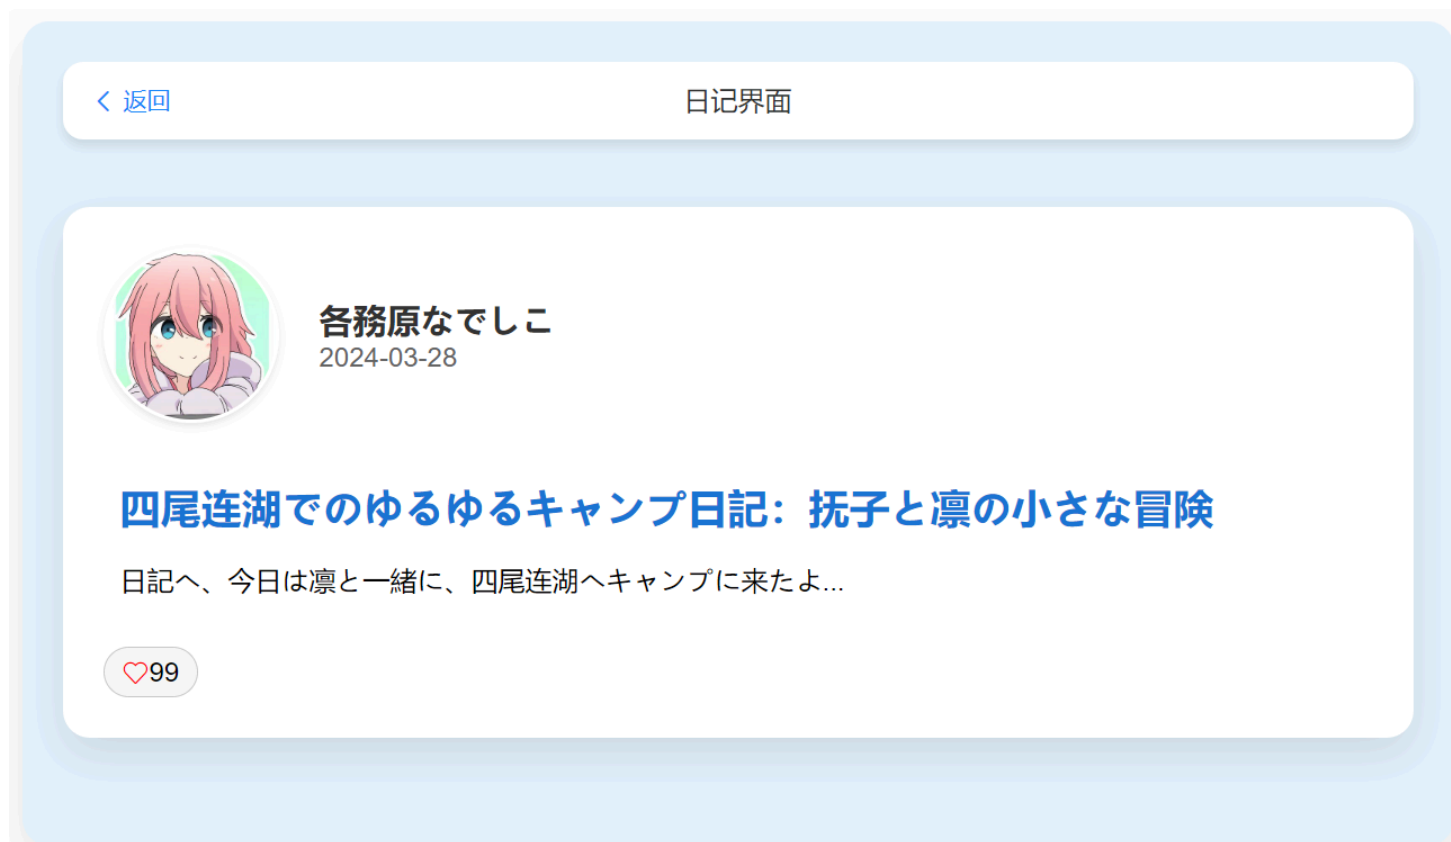 返回
日记界面
各務原なでしこ
2024-03-28
四尾连湖でのゆるゆるキャンプ日記：抚子と凛の小さな冒険
日記へ、今日は凛と一緒に、四尾连湖へキャンプに来たよ...
99